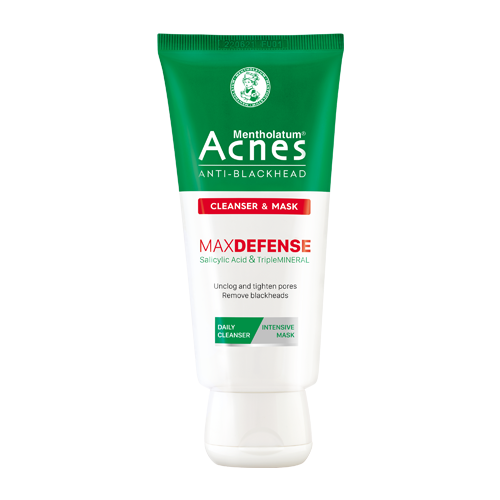 Mentholatum®
Acnes
ANTI-BLACKHEAD
CLEANSER & MASK
MAXDEFENSE
Salicylic Acid & TripleMINERAL
Unclog and tighten pores
Remove blackheads
DAILY CLEANSER
INTENSIVE MASK